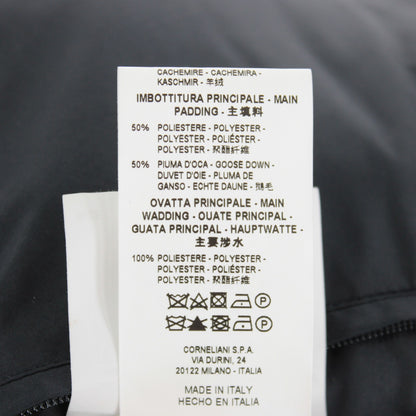 CACHEMIRE - CACHEMIRA -
KASCHMIR - 羊绒
IMBOTTITURA PRINCIPALE - MAIN
PADDING - 主填料
50% POLIESTERE - POLYESTER -
POLYESTER - POLIÉSTER -
POLYESTER - 聚酯纤维
50% PIUMA D'OCA - GOOSE DOWN -
DUVET D'OIE - PLUMA DE
GANSO - ECHTE DAUNE - 鹅毛
OVATTA PRINCIPALE - MAIN
WADDING - OUATE PRINCIPAL -
GUATA PRINCIPAL - HAUPTWATTE -
主要涉水
100% POLIESTERE - POLYESTER -
POLYESTER - POLIÉSTER -
POLYESTER - 聚酯纤维
CORNELIANI S.P.A.
VIA DURINI, 24
20122 MILANO - ITALIA
MADE IN ITALY
HECHO EN ITALIA